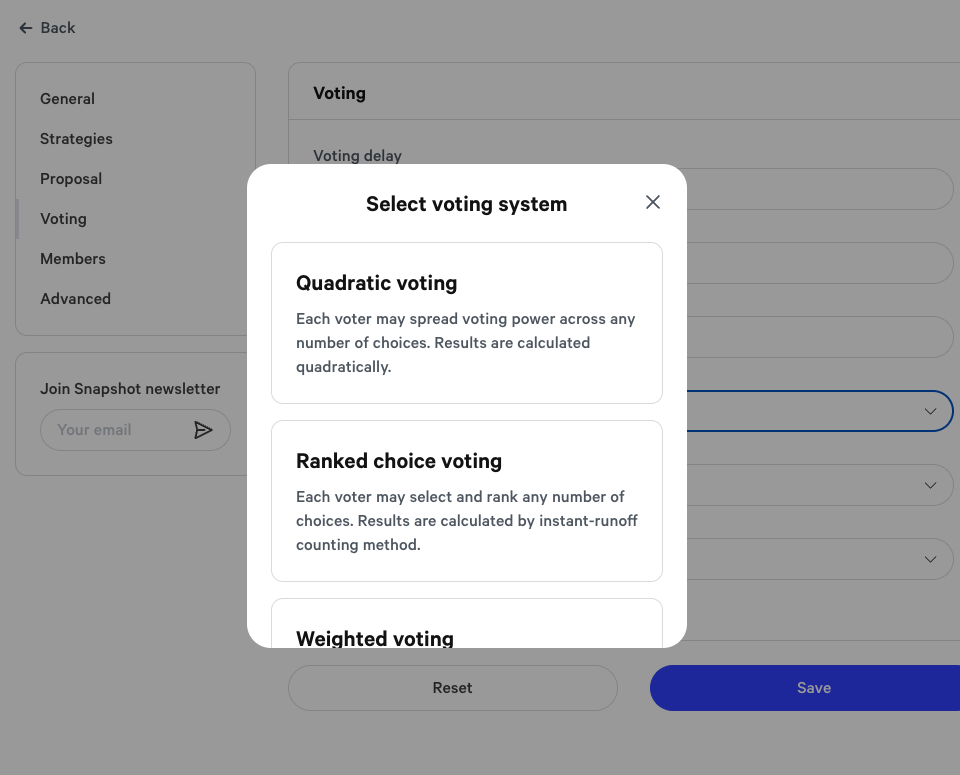 Back
General
Strategies
Proposal
Voting
Members
Advanced
Join Snapshot newsletter
Your email
Voting
Voting delay
Select voting system
Quadratic voting
Each voter may spread voting power across any
number of choices. Results are calculated
quadratically.
Ranked choice voting
Each voter may select and rank any number of
choices. Results are calculated by instant-runoff
counting method.
Weighted voting
Reset
Save